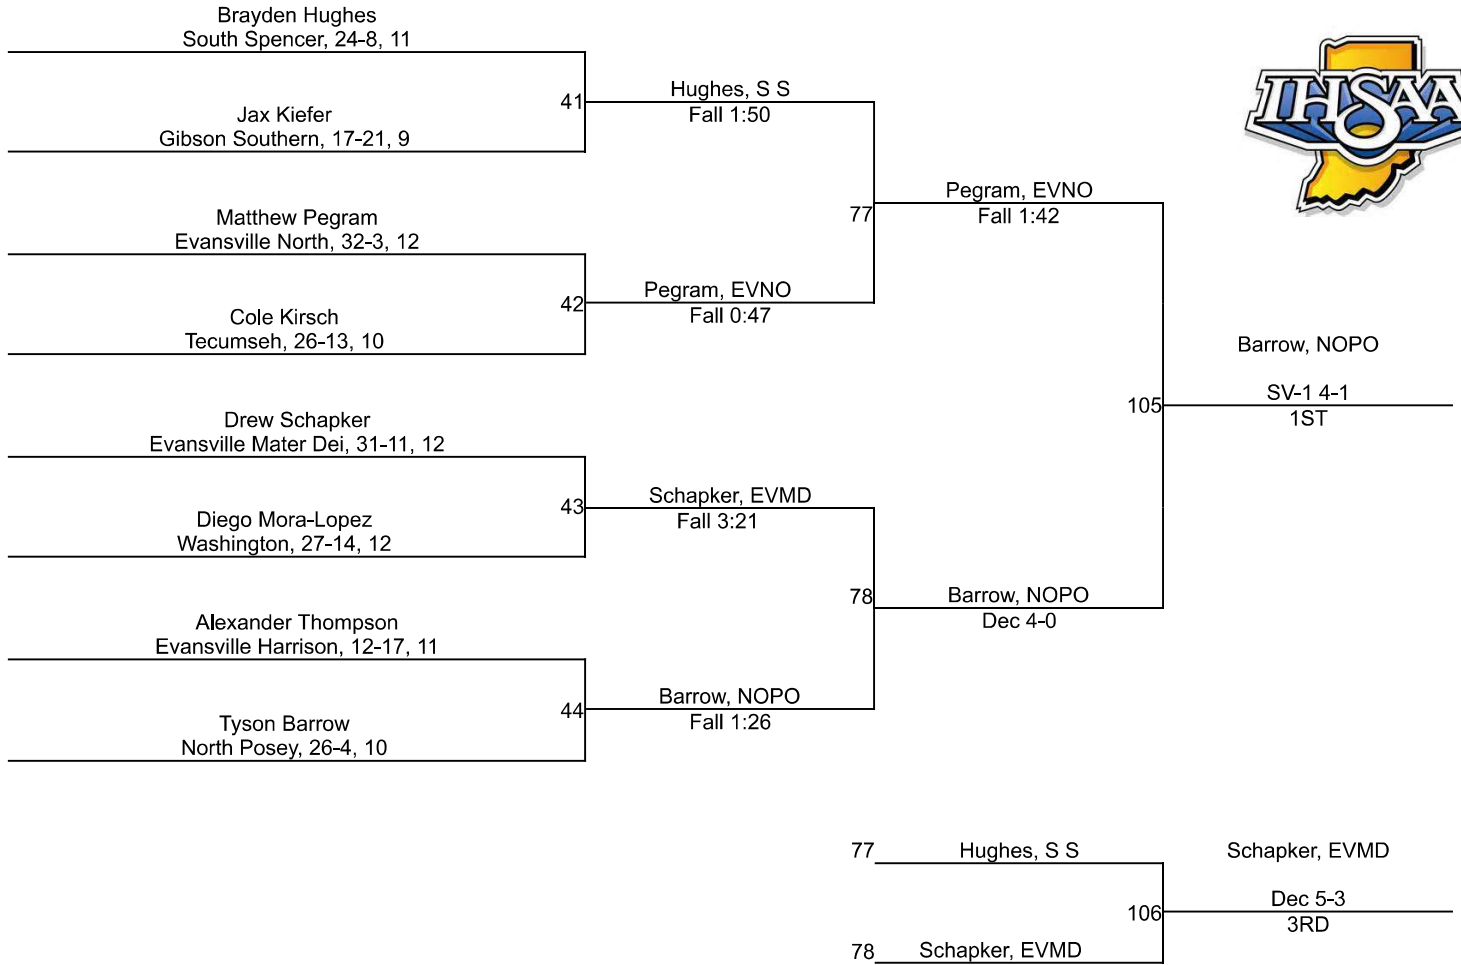 Brayden Hughes
South Spencer, 24-8, 11
41
Jax Kiefer
Gibson Southern, 17-21, 9
Hughes, S S
Fall 1:50
Matthew Pegram
Evansville North, 32-3, 12
42
Cole Kirsch
Tecumseh, 26-13, 10
Pegram, EVNO
Fall 0:47
77
Pegram, EVNO
Fall 1:42
Drew Schapker
Evansville Mater Dei, 31-11, 12
43
Diego Mora-Lopez
Washington, 27-14, 12
Schapker, EVMD
Fall 3:21
Alexander Thompson
Evansville Harrison, 12-17, 11
44
Tyson Barrow
North Posey, 26-4, 10
Barrow, NOPO
Fall 1:26
78
Barrow, NOPO
Dec 4-0
105
Barrow, NOPO
SV-1 4-1
1ST
IHSAA
77
Hughes, S S
78
Schapker, EVMD
106
Schapker, EVMD
Dec 5-3
3RD